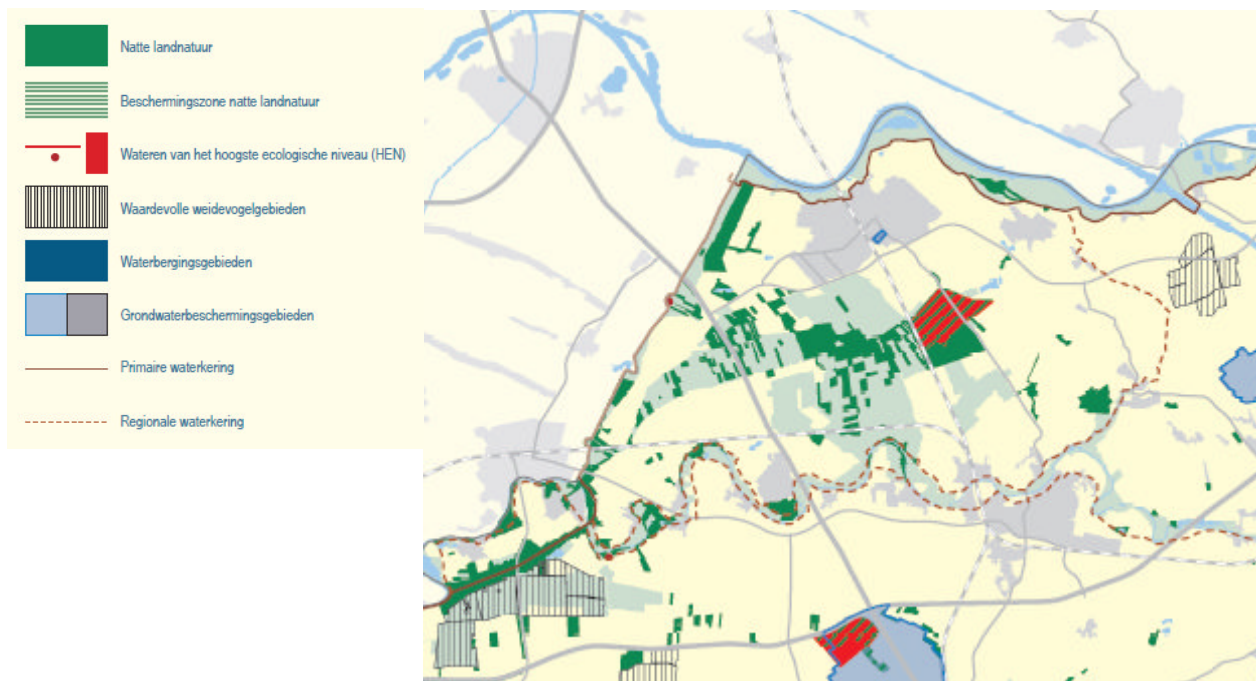 Natte landnatuur
Beschermingszone natte landnatuur
Wateren van het hoogste ecologische niveau (HEN)
Waardevolle weidevogelgebieden
Waterbergingsgebieden
Grondwaterbeschermingsgebieden
Primaire waterkering
Regionale waterkering